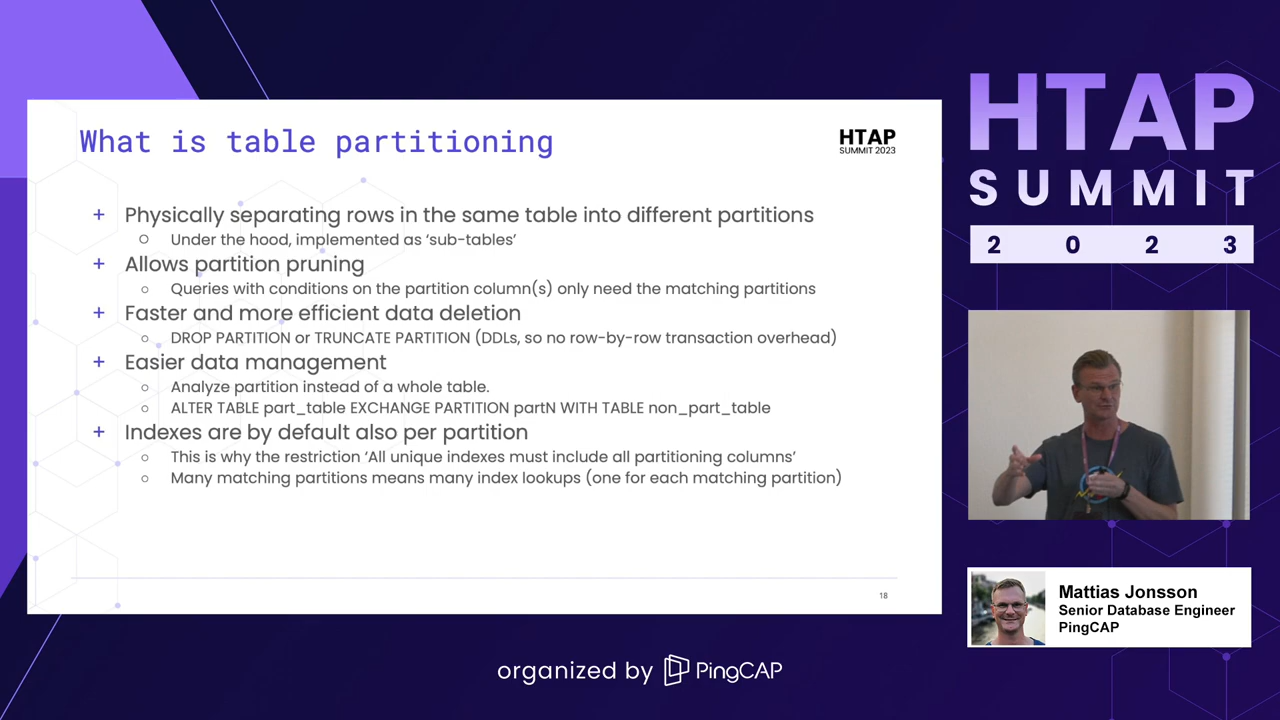 What is table partitioning
HTAP
SUMMIT 2023
+ Physically separating rows in the same table into different partitions
○ Under the hood, implemented as ‘sub-tables’
+ Allows partition pruning
○ Queries with conditions on the partition column(s) only need the matching partitions
+ Faster and more efficient data deletion
○ DROP PARTITION or TRUNCATE PARTITION (DDLs, so no row-by-row transaction overhead)
+ Easier data management
○ Analyze partition instead of a whole table.
○ ALTER TABLE part_table EXCHANGE PARTITION partN WITH TABLE non_part_table
+ Indexes are by default also per partition
○ This is why the restriction ‘All unique indexes must include all partitioning columns’
○ Many matching partitions means many index lookups (one for each matching partition)
18
HTAP
SUMMIT
2 0 2 3
Mattias Jonsson
Senior Database Engineer
PingCAP
organized by PingCAP